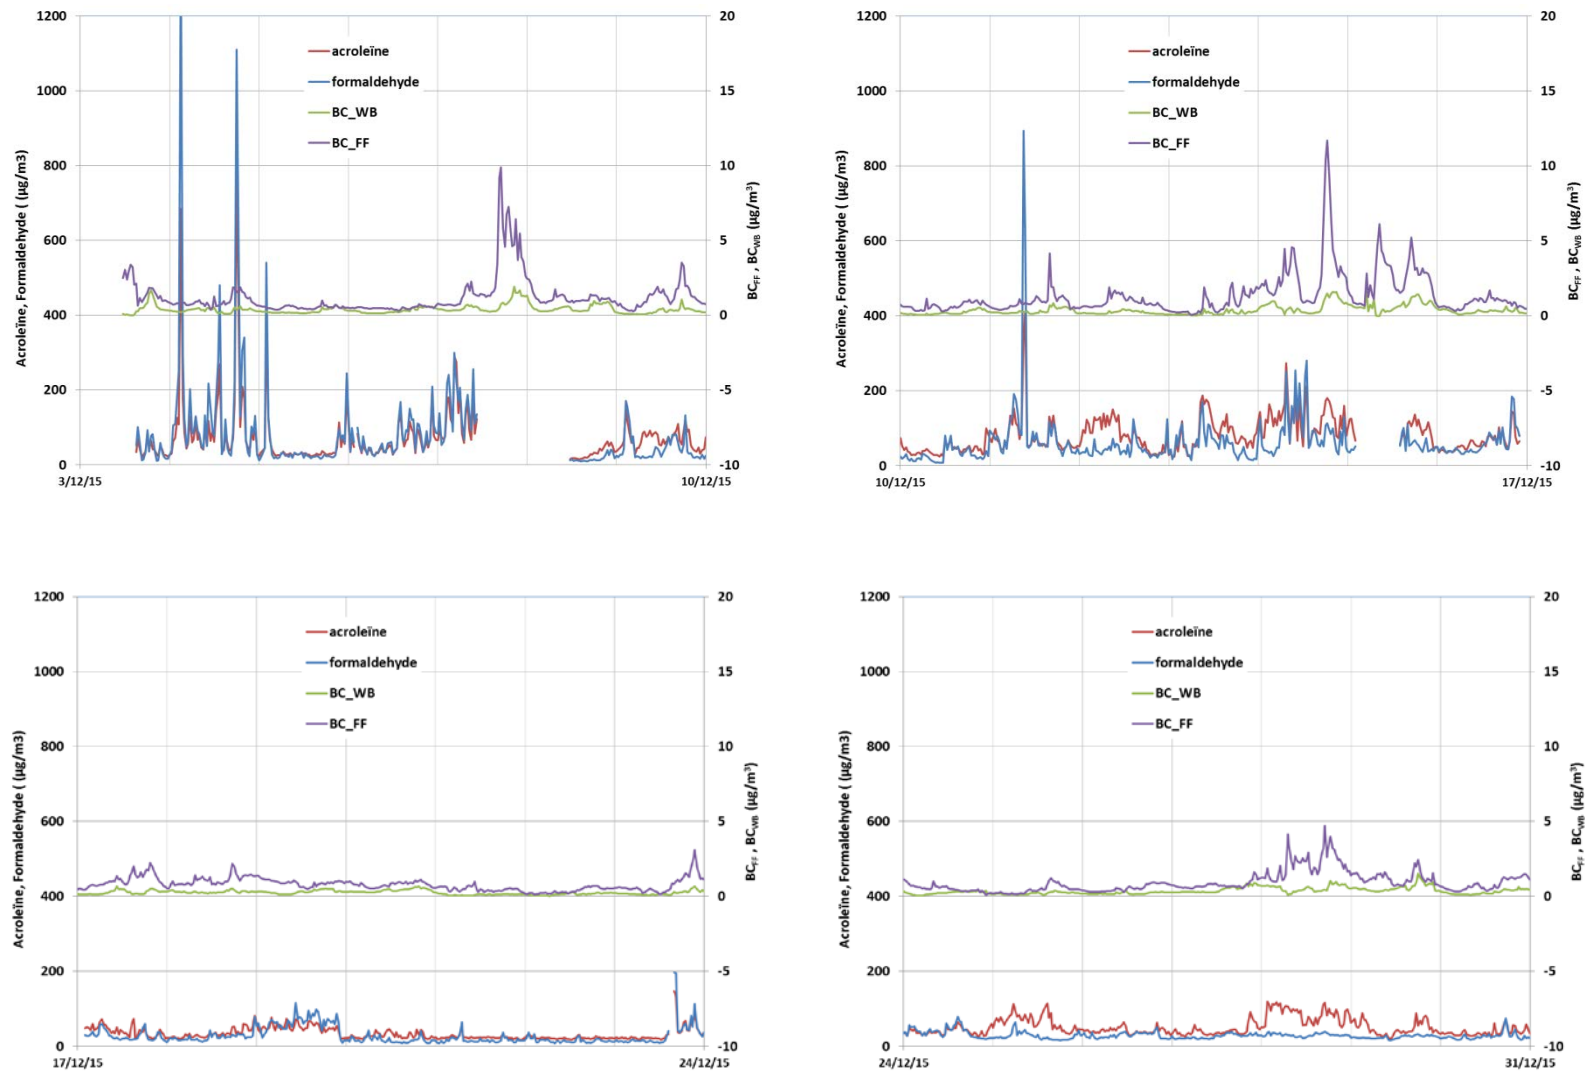 1200
1000
800
600
400
200
0
20
15
10
5
0
-5
-10
Acroleïne, Formaldehyde ( (µg/m3)
BCFF , BCWB (µg/m³)
acroleïne
formaldehyde
BC_WB
BC_FF
3/12/15
10/12/15
1200
1000
800
600
400
200
0
20
15
10
5
0
-5
-10
Acroleïne, Formaldehyde ( (µg/m3)
BCFF , BCWB (µg/m³)
acroleïne
formaldehyde
BC_WB
BC_FF
10/12/15
17/12/15
1200
1000
800
600
400
200
0
20
15
10
5
0
-5
-10
Acroleïne, Formaldehyde ( (µg/m3)
BCFF , BCWB (µg/m³)
acroleïne
formaldehyde
BC_WB
BC_FF
17/12/15
24/12/15
1200
1000
800
600
400
200
0
20
15
10
5
0
-5
-10
Acroleïne, Formaldehyde ( (µg/m3)
BCFF , BCWB (µg/m³)
acroleïne
formaldehyde
BC_WB
BC_FF
24/12/15
31/12/15